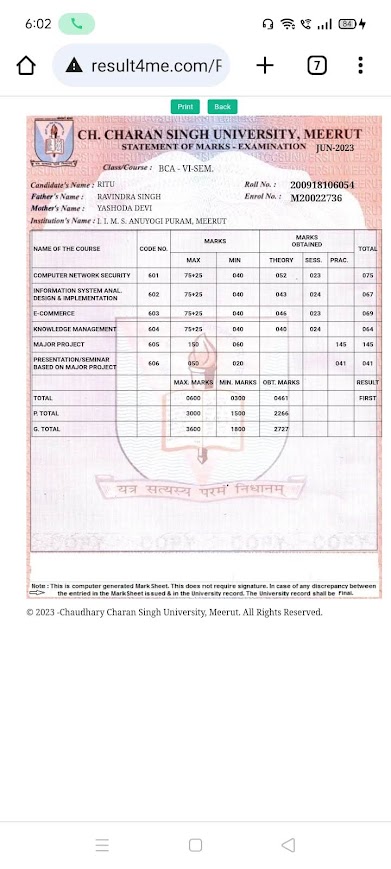 6:02
84
result4me.com/F
7
Print Back
CH. CHARAN SINGH UNIVERSITY, MEERUT
STATEMENT OF MARKS - EXAMINATION JUN-2023
Class/Course : BCA - VI-SEM.
Candidate's Name : RITU Roll No. : 200918106054
Father's Name : RAVINDRA SINGH Enrol No. : M20022736
Mother's Name : YASHODA DEVI
Institution's Name : I. I. M. S. ANUYOGI PURAM, MEERUT
NAME OF THE COURSE CODE NO. MARKS MARKS OBTAINED TOTAL
MAX MIN THEORY SESS. PRAC.
COMPUTER NETWORK SECURITY 601 75+25 040 052 023 075
INFORMATION SYSTEM ANAL.
DESIGN & IMPLEMENTATION 602 75+25 040 043 024 067
E-COMMERCE 603 75+25 040 046 023 069
KNOWLEDGE MANAGEMENT 604 75+25 040 040 024 064
MAJOR PROJECT 605 150 060 145 145
PRESENTATION/SEMINAR
BASED ON MAJOR PROJECT 606 050 020 041 041
MAX. MARKS MIN. MARKS OBT. MARKS RESULT
TOTAL 0600 0300 0461 FIRST
P. TOTAL 3000 1500 2266
G. TOTAL 3600 1800 2727
यत्र सत्यस्य परमं निधानम्
Note : This is computer generated Mark Sheet. This does not require signature. In case of any discrepancy between
the entried in the Mark Sheet issued & in the University record. The University record shall be Final.
© 2023 -Chaudhary Charan Singh University, Meerut. All Rights Reserved.